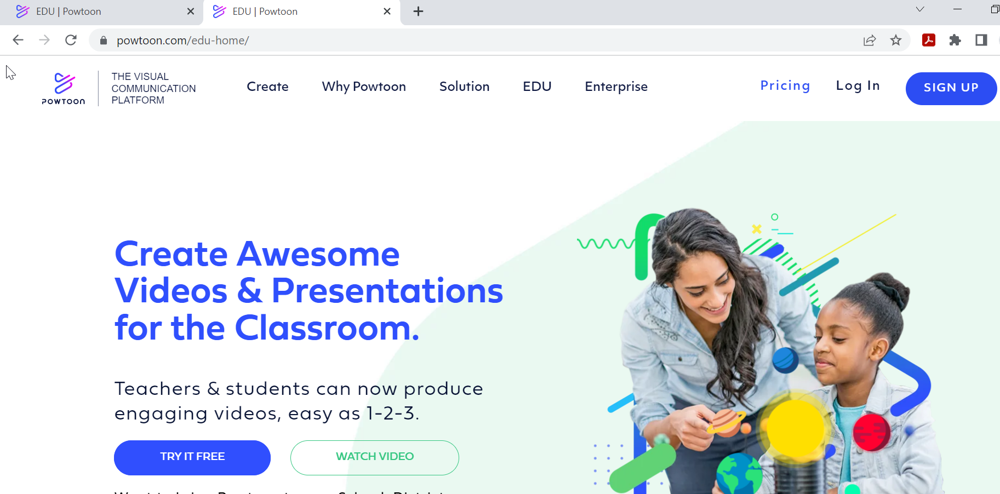 EDU | Powtoon
EDU | Powtoon
powtoon.com/edu-home/
POWTOON
THE VISUAL
COMMUNICATION
PLATFORM
Create
Why Powtoon
Solution
EDU
Enterprise
Pricing
Log In
SIGN UP
Create Awesome
Videos & Presentations
for the Classroom.
Teachers & students can now produce
engaging videos, easy as 1-2-3.
TRY IT FREE
WATCH VIDEO